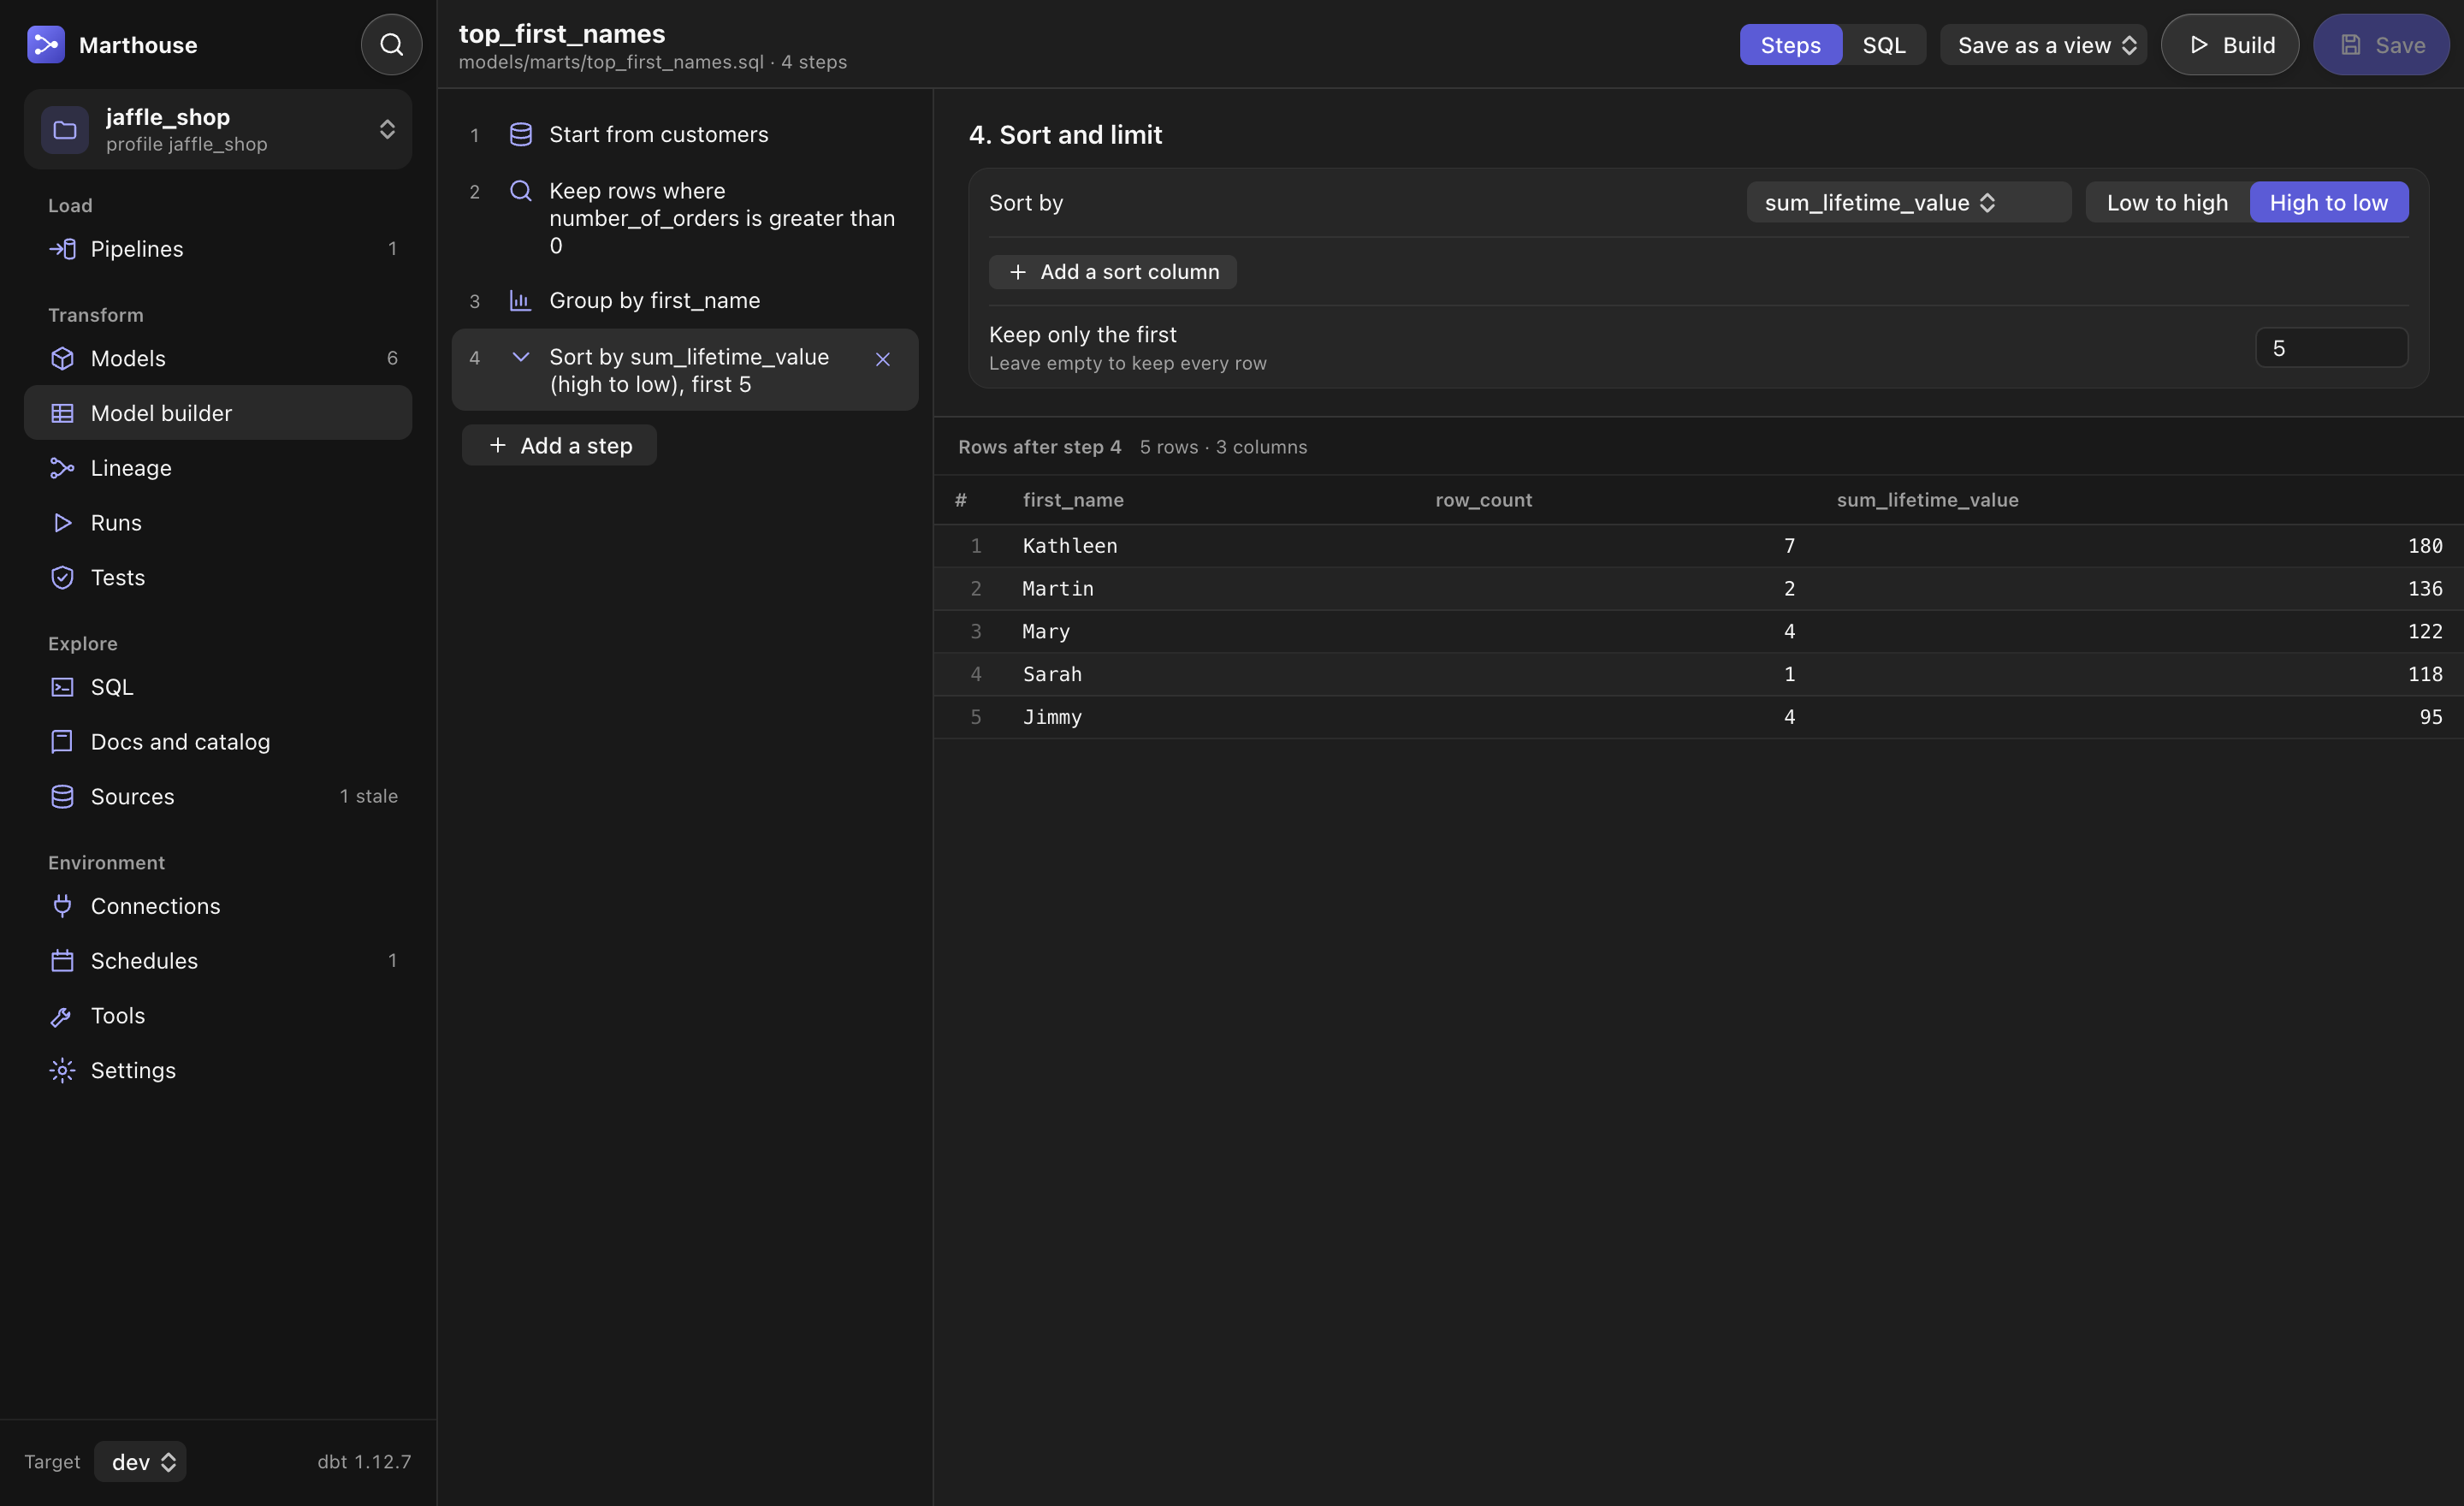 Marthouse
jaffle_shop
profile jaffle_shop
Load
Pipelines 1
Transform
Models 6
Model builder
Lineage
Runs
Tests
Explore
SQL
Docs and catalog
Sources 1 stale
Environment
Connections
Schedules 1
Tools
Settings
Target dev dbt 1.12.7
top_first_names
models/marts/top_first_names.sql · 4 steps
Steps SQL Save as a view Build Save
1 Start from customers
2 Keep rows where
number_of_orders is greater than
0
3 Group by first_name
4 Sort by sum_lifetime_value
(high to low), first 5
+ Add a step
4. Sort and limit
Sort by sum_lifetime_value Low to high High to low
+ Add a sort column
Keep only the first
Leave empty to keep every row
5
Rows after step 4 5 rows · 3 columns
# first_name row_count sum_lifetime_value
1 Kathleen 7 180
2 Martin 2 136
3 Mary 4 122
4 Sarah 1 118
5 Jimmy 4 95